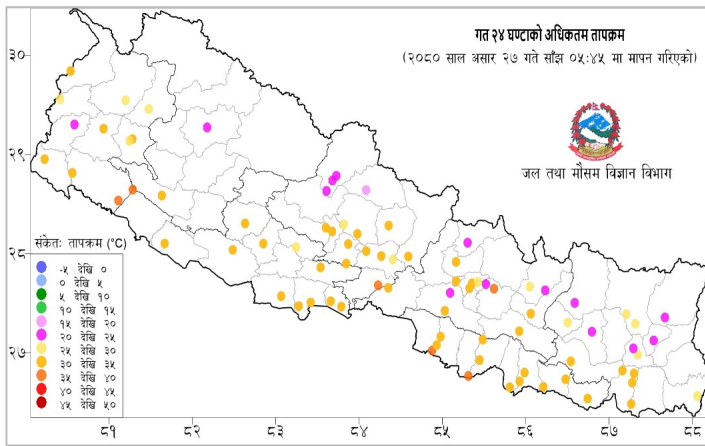 गत २४ घण्टाको अधिकतम तापक्रम
(२०८० साल असार २७ गते साँझ ०५:४५ मा मापन गरिएको)
जल तथा मौसम विज्ञान विभाग
३०
२९
२८
२७
संकेतः तापक्रम (°C)
-५ देखि ०
० देखि ५
५ देखि १०
१० देखि १५
१५ देखि २०
२० देखि २५
२५ देखि ३०
३० देखि ३५
३५ देखि ४०
४० देखि ४५
४५ देखि ५०
८१ ८२ ८३ ८४ ८५ ८६ ८७ ८८